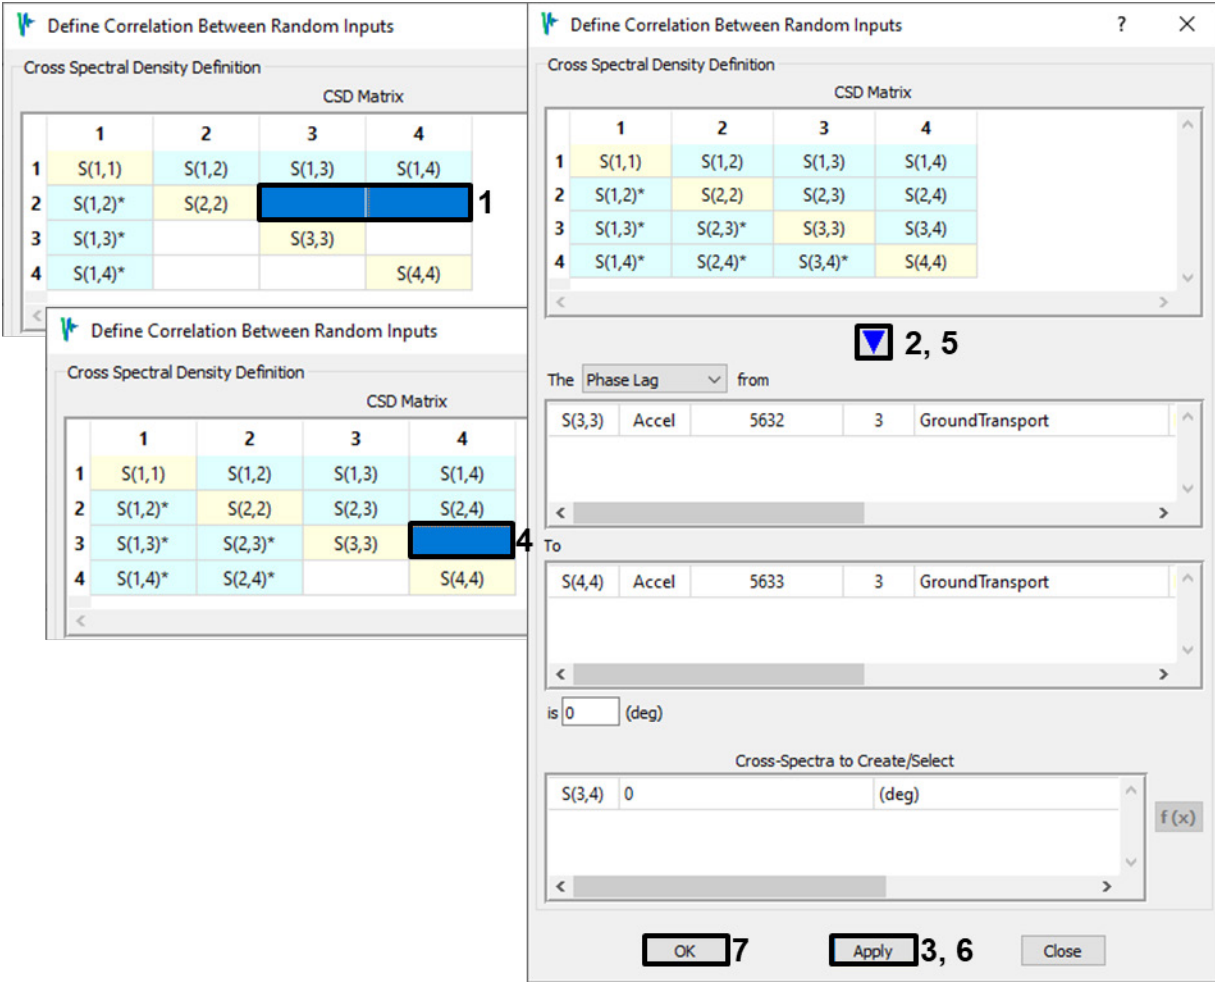 Define Correlation Between Random Inputs
Cross Spectral Density Definition
CSD Matrix
1 2 3 4
1 S(1,1) S(1,2) S(1,3) S(1,4)
2 S(1,2)* S(2,2) 1
3 S(1,3)* S(3,3)
4 S(1,4)* S(4,4)
<
Define Correlation Between Random Inputs
Cross Spectral Density Definition
CSD Matrix
1 2 3 4
1 S(1,1) S(1,2) S(1,3) S(1,4)
2 S(1,2)* S(2,2) S(2,3) S(2,4)
3 S(1,3)* S(2,3)* S(3,3) 4
4 S(1,4)* S(2,4)* S(4,4)
<
Define Correlation Between Random Inputs ? ×
Cross Spectral Density Definition
CSD Matrix
1 2 3 4
1 S(1,1) S(1,2) S(1,3) S(1,4)
2 S(1,2)* S(2,2) S(2,3) S(2,4)
3 S(1,3)* S(2,3)* S(3,3) S(3,4)
4 S(1,4)* S(2,4)* S(3,4)* S(4,4)
< >
2, 5
The Phase Lag from
S(3,3) Accel 5632 3 GroundTransport
< >
To
S(4,4) Accel 5633 3 GroundTransport
< >
is 0 (deg)
Cross-Spectra to Create/Select
S(3,4) 0 (deg)
f (x)
< >
OK 7 Apply 3, 6 Close